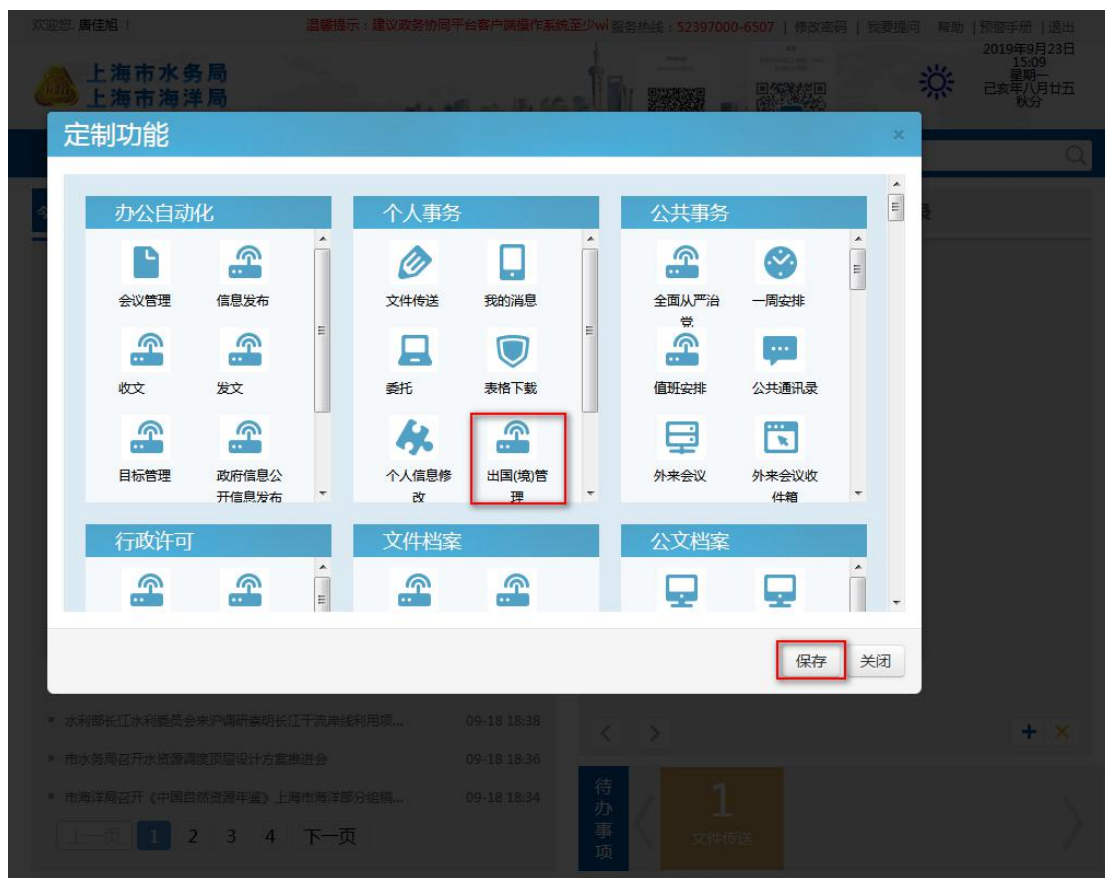 欢迎您, 唐佳旭！ 温馨提示：建议政务协同平台客户端操作系统至少wi 服务热线：52397000-6507 | 修改密码 | 我要提问 帮助 | 预警手册 | 退出
上海市水务局
上海市海洋局
2019年9月23日
15:09
星期一
己亥年八月廿五
秋分
定制功能 ×
办公自动化
会议管理 信息发布
收文 发文
目标管理 政府信息公
开信息发布
个人事务
文件传送 我的消息
委托 表格下载
个人信息修 出国(境)管
改 理
公共事务
全面从严治 一周安排
党
值班安排 公共通讯录
外来会议 外来会议收
件箱
行政许可 文件档案 公文档案
保存 关闭
水利部长江水利委员会来沪调研崇明长江干流岸线利用项... 09-18 18:38
市水务局召开水资源调度顶层设计方案推进会 09-18 18:36
市海洋局召开《中国自然资源年鉴》上海市海洋部分组稿... 09-18 18:34
上一页 1 2 3 4 下一页
待办事项
1
文件传送